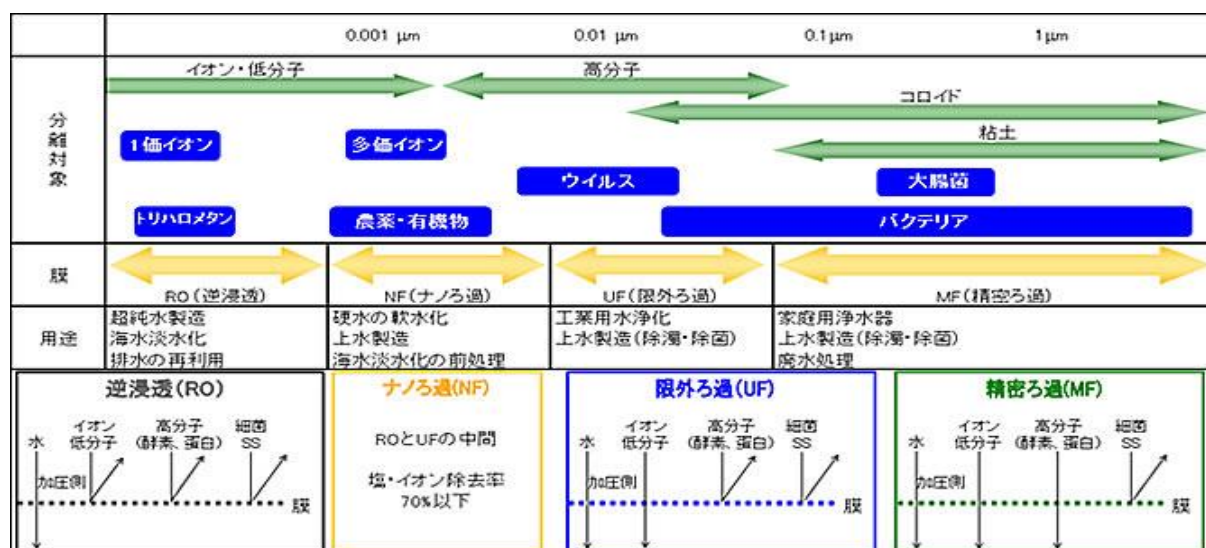 0.001 μm 0.01 μm 0.1μm 1μm
分離対象
イオン・低分子 高分子
コロイド
粘土
1価イオン 多価イオン
ウイルス 大腸菌
トリハロメタン 農薬・有機物 バクテリア
膜
RO(逆浸透) NF(ナノろ過) UF(限外ろ過) MF(精密ろ過)
用途
超純水製造
海水淡水化
排水の再利用
硬水の軟水化
上水製造
海水淡水化の前処理
工業用水浄化
上水製造(除濁・除菌)
家庭用浄水器
上水製造(除濁・除菌)
廃水処理
逆浸透(RO)
水
イオン
低分子
高分子
(酵素、蛋白)
細菌
SS
加圧側
膜
ナノろ過(NF)
ROとUFの中間
塩・イオン除去率
70%以下
限外ろ過(UF)
水
イオン
低分子
高分子
(酵素、蛋白)
細菌
SS
加圧側
膜
精密ろ過(MF)
水
イオン
低分子
高分子
(酵素、蛋白)
細菌
SS
加圧側
膜